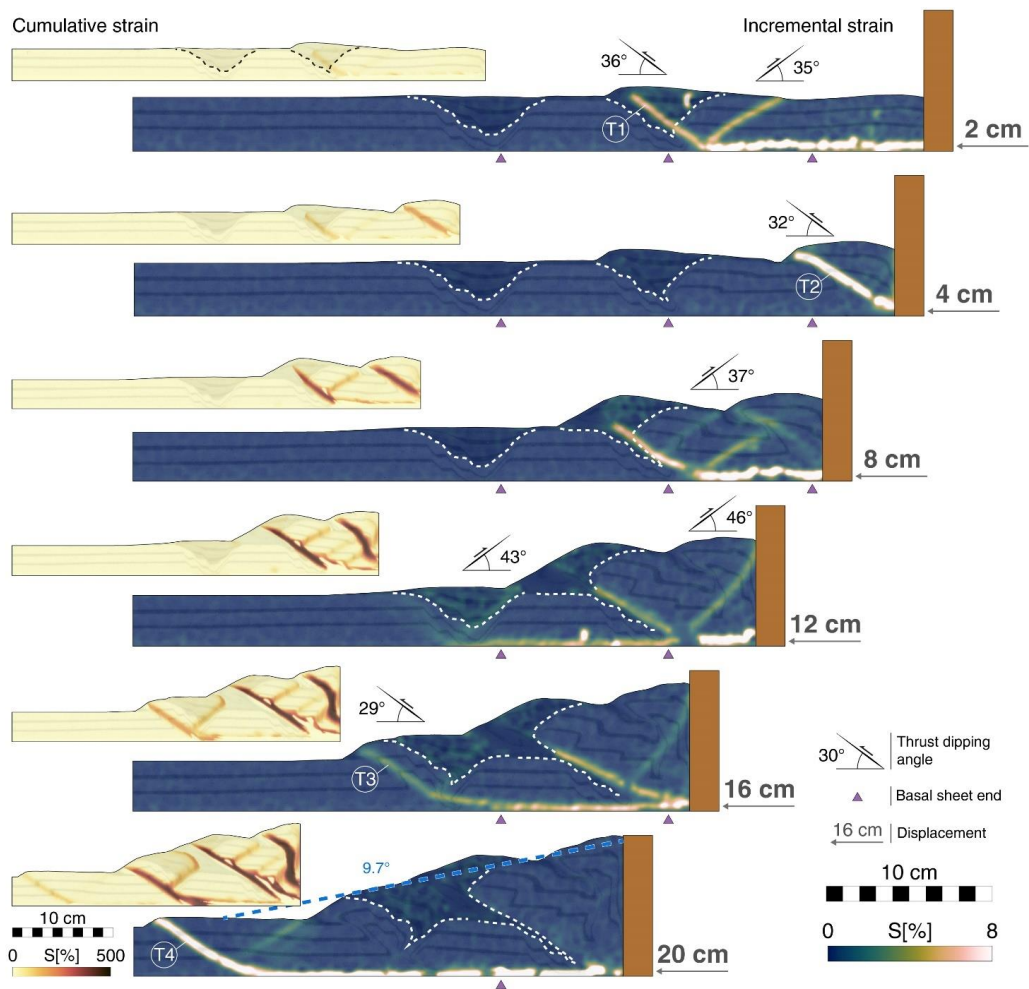 Cumulative strain
Incremental strain
36°
35°
T1
2 cm
32°
T2
4 cm
37°
8 cm
43°
46°
12 cm
29°
T3
16 cm
30°
Thrust dipping
angle
Basal sheet end
16 cm
Displacement
9.7°
10 cm
0 S[%] 500
T4
20 cm
10 cm
0 S[%] 8